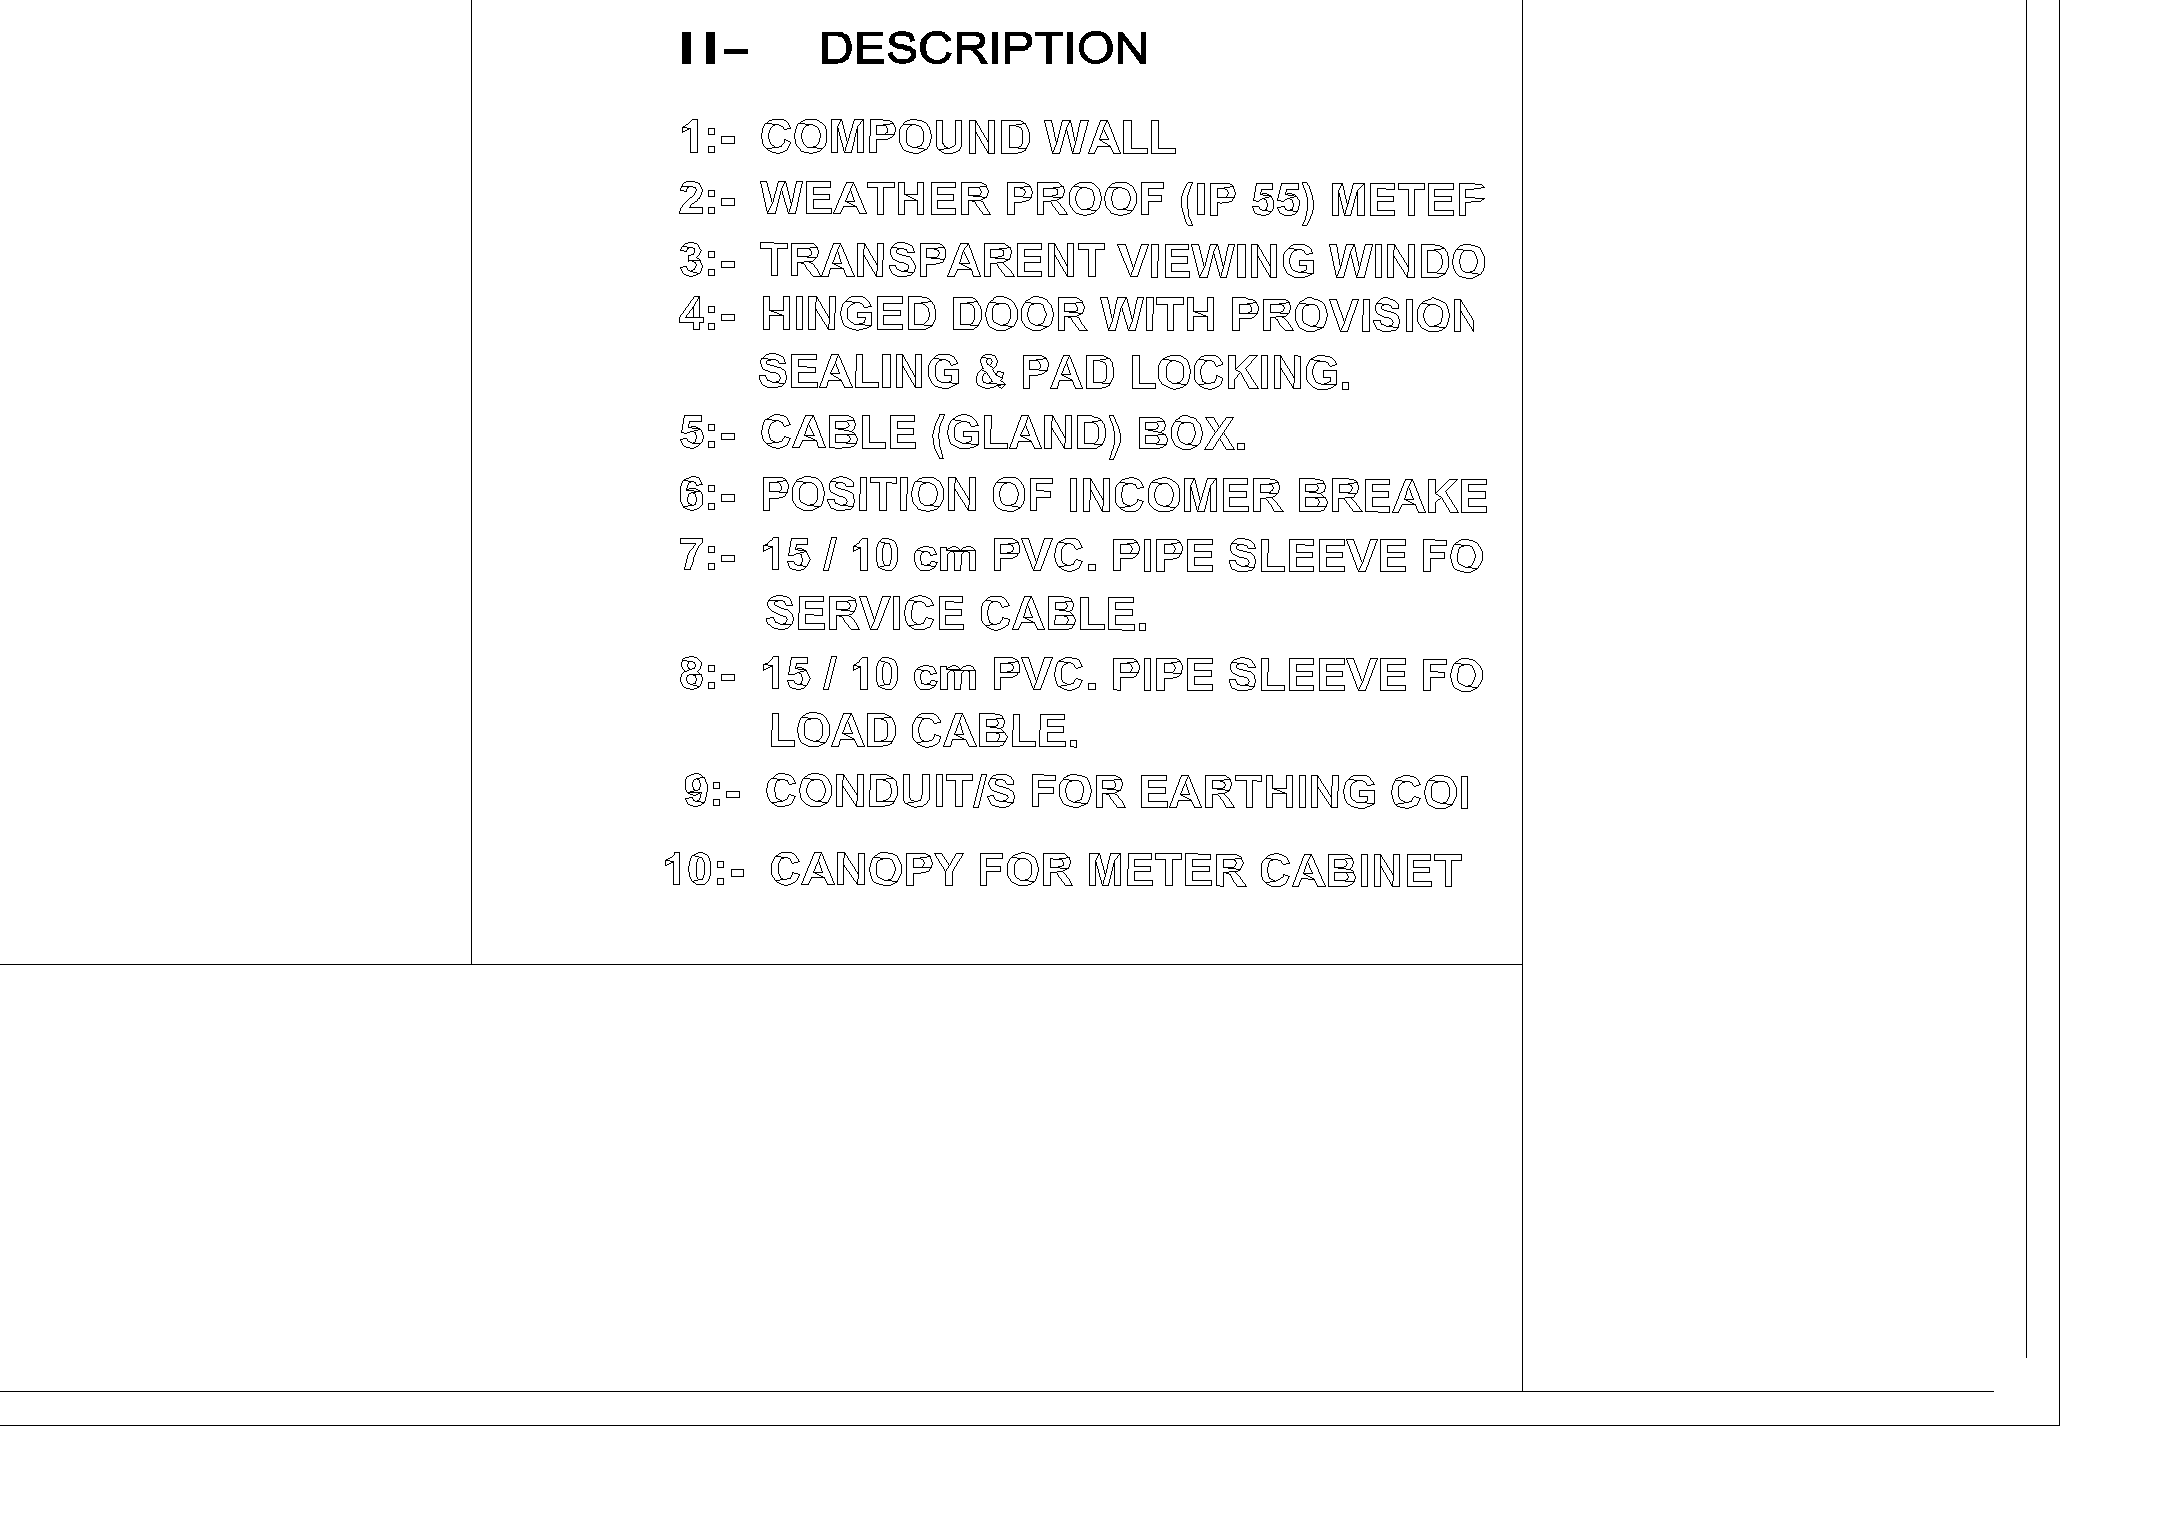 II- DESCRIPTION
1:- COMPOUND WALL
2:- WEATHER PROOF (IP 55)
3:- TRANSPARENT VIEWING WINDO
4:- HINGED DOOR WITH PROVISION
SEALING & PAD LOCKING.
5:- CABLE (GLAND) BOX.
6:- POSITION OF INCOMER BREAKE
7:- 15 / 10 cm PVC. PIPE SLEEVE FO
SERVICE CABLE.
8:- 15 / 10 cm PVC. PIPE SLEEVE FO
LOAD CABLE.
9:- CONDUIT/S FOR EARTHING
10:- CANOPY FOR METER CABINET